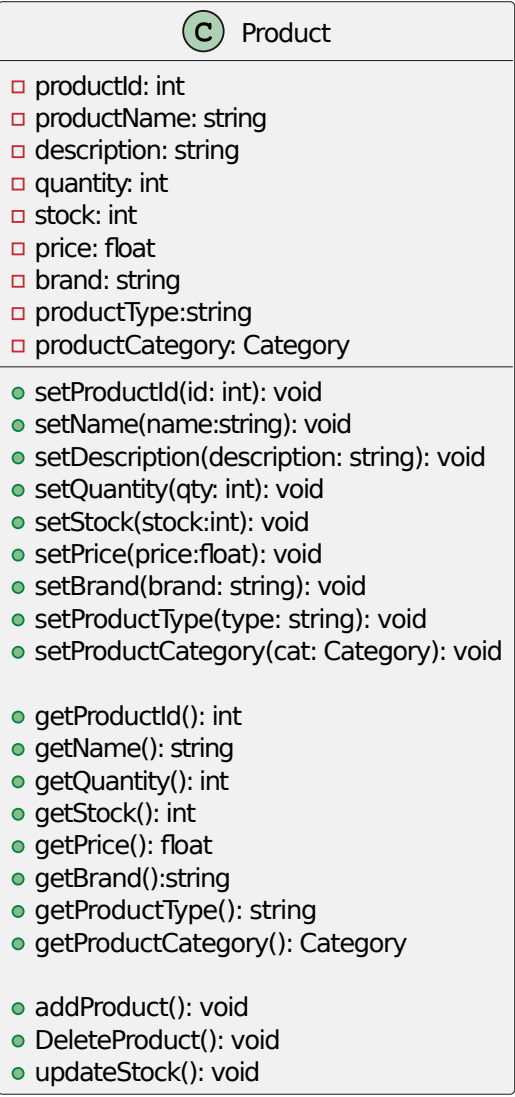 C Product
productId: int
productName: string
description: string
quantity: int
stock: int
price: float
brand: string
productType:string
productCategory: Category
setProductId(id: int): void
setName(name:string): void
setDescription(description: string): void
setQuantity(qty: int): void
setStock(stock:int): void
setPrice(price:float): void
setBrand(brand: string): void
setProductType(type: string): void
setProductCategory(cat: Category): void
getProductId(): int
getName(): string
getQuantity(): int
getStock(): int
getPrice(): float
getBrand():string
getProductType(): string
getProductCategory(): Category
addProduct(): void
DeleteProduct(): void
updateStock(): void